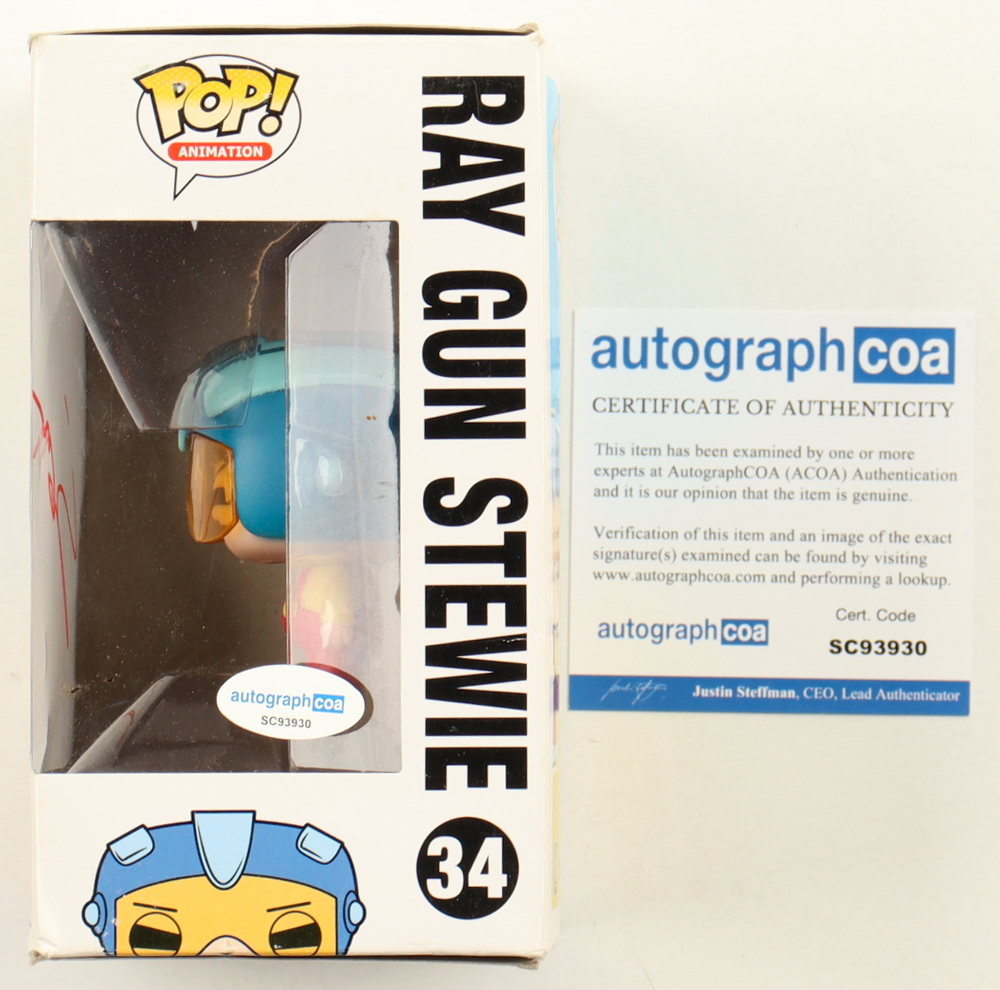 POP!
ANIMATION
RAY GUN STEWIE
34
autographcoa
SC93930
autographcoa
CERTIFICATE OF AUTHENTICITY
This item has been examined by one or more
experts at AutographCOA (ACOA) Authentication
and it is our opinion that the item is genuine.
Verification of this item and an image of the exact
signature(s) examined can be found by visiting
www.autographcoa.com and performing a lookup.
Cert. Code
autographcoa
SC93930
Justin Steffman, CEO, Lead Authenticator